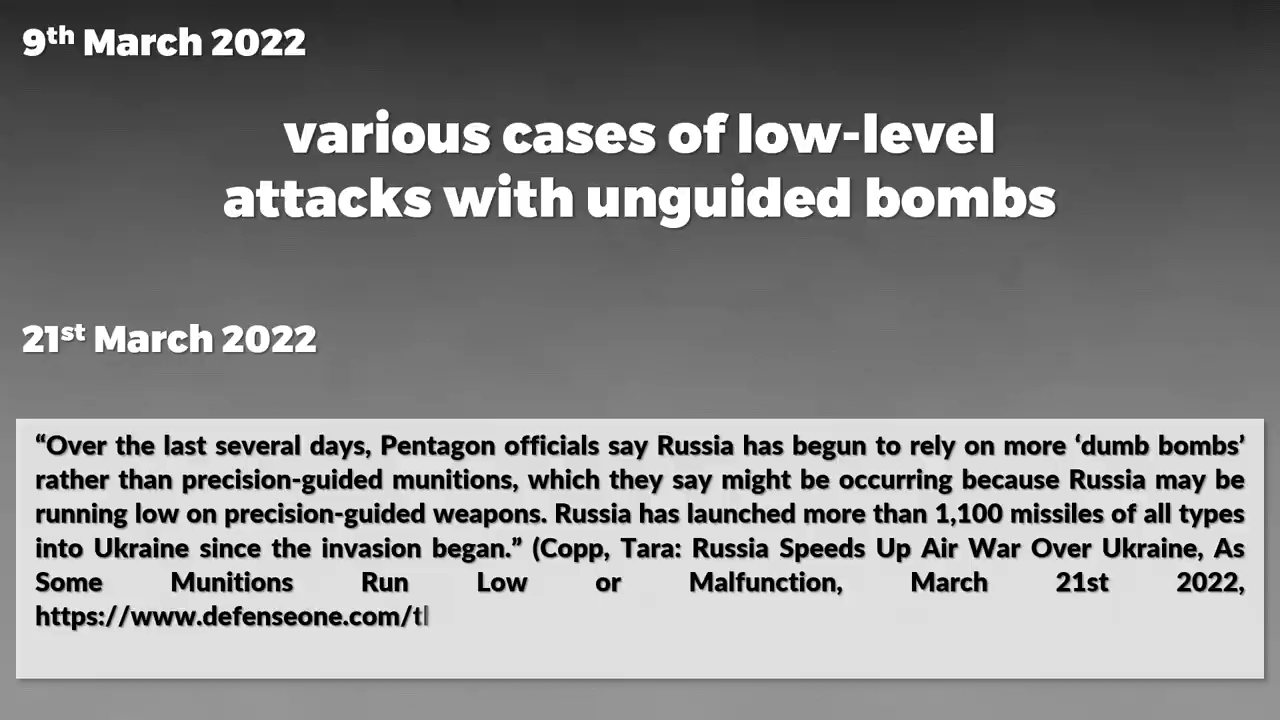 9th March 2022
various cases of low-level
attacks with unguided bombs
21st March 2022
“Over the last several days, Pentagon officials say Russia has begun to rely on more ‘dumb bombs’
rather than precision-guided munitions, which they say might be occurring because Russia may be
running low on precision-guided weapons. Russia has launched more than 1,100 missiles of all types
into Ukraine since the invasion began.” (Copp, Tara: Russia Speeds Up Air War Over Ukraine, As
Some Munitions Run Low or Malfunction, March 21st 2022,
https://www.defenseone.com/t